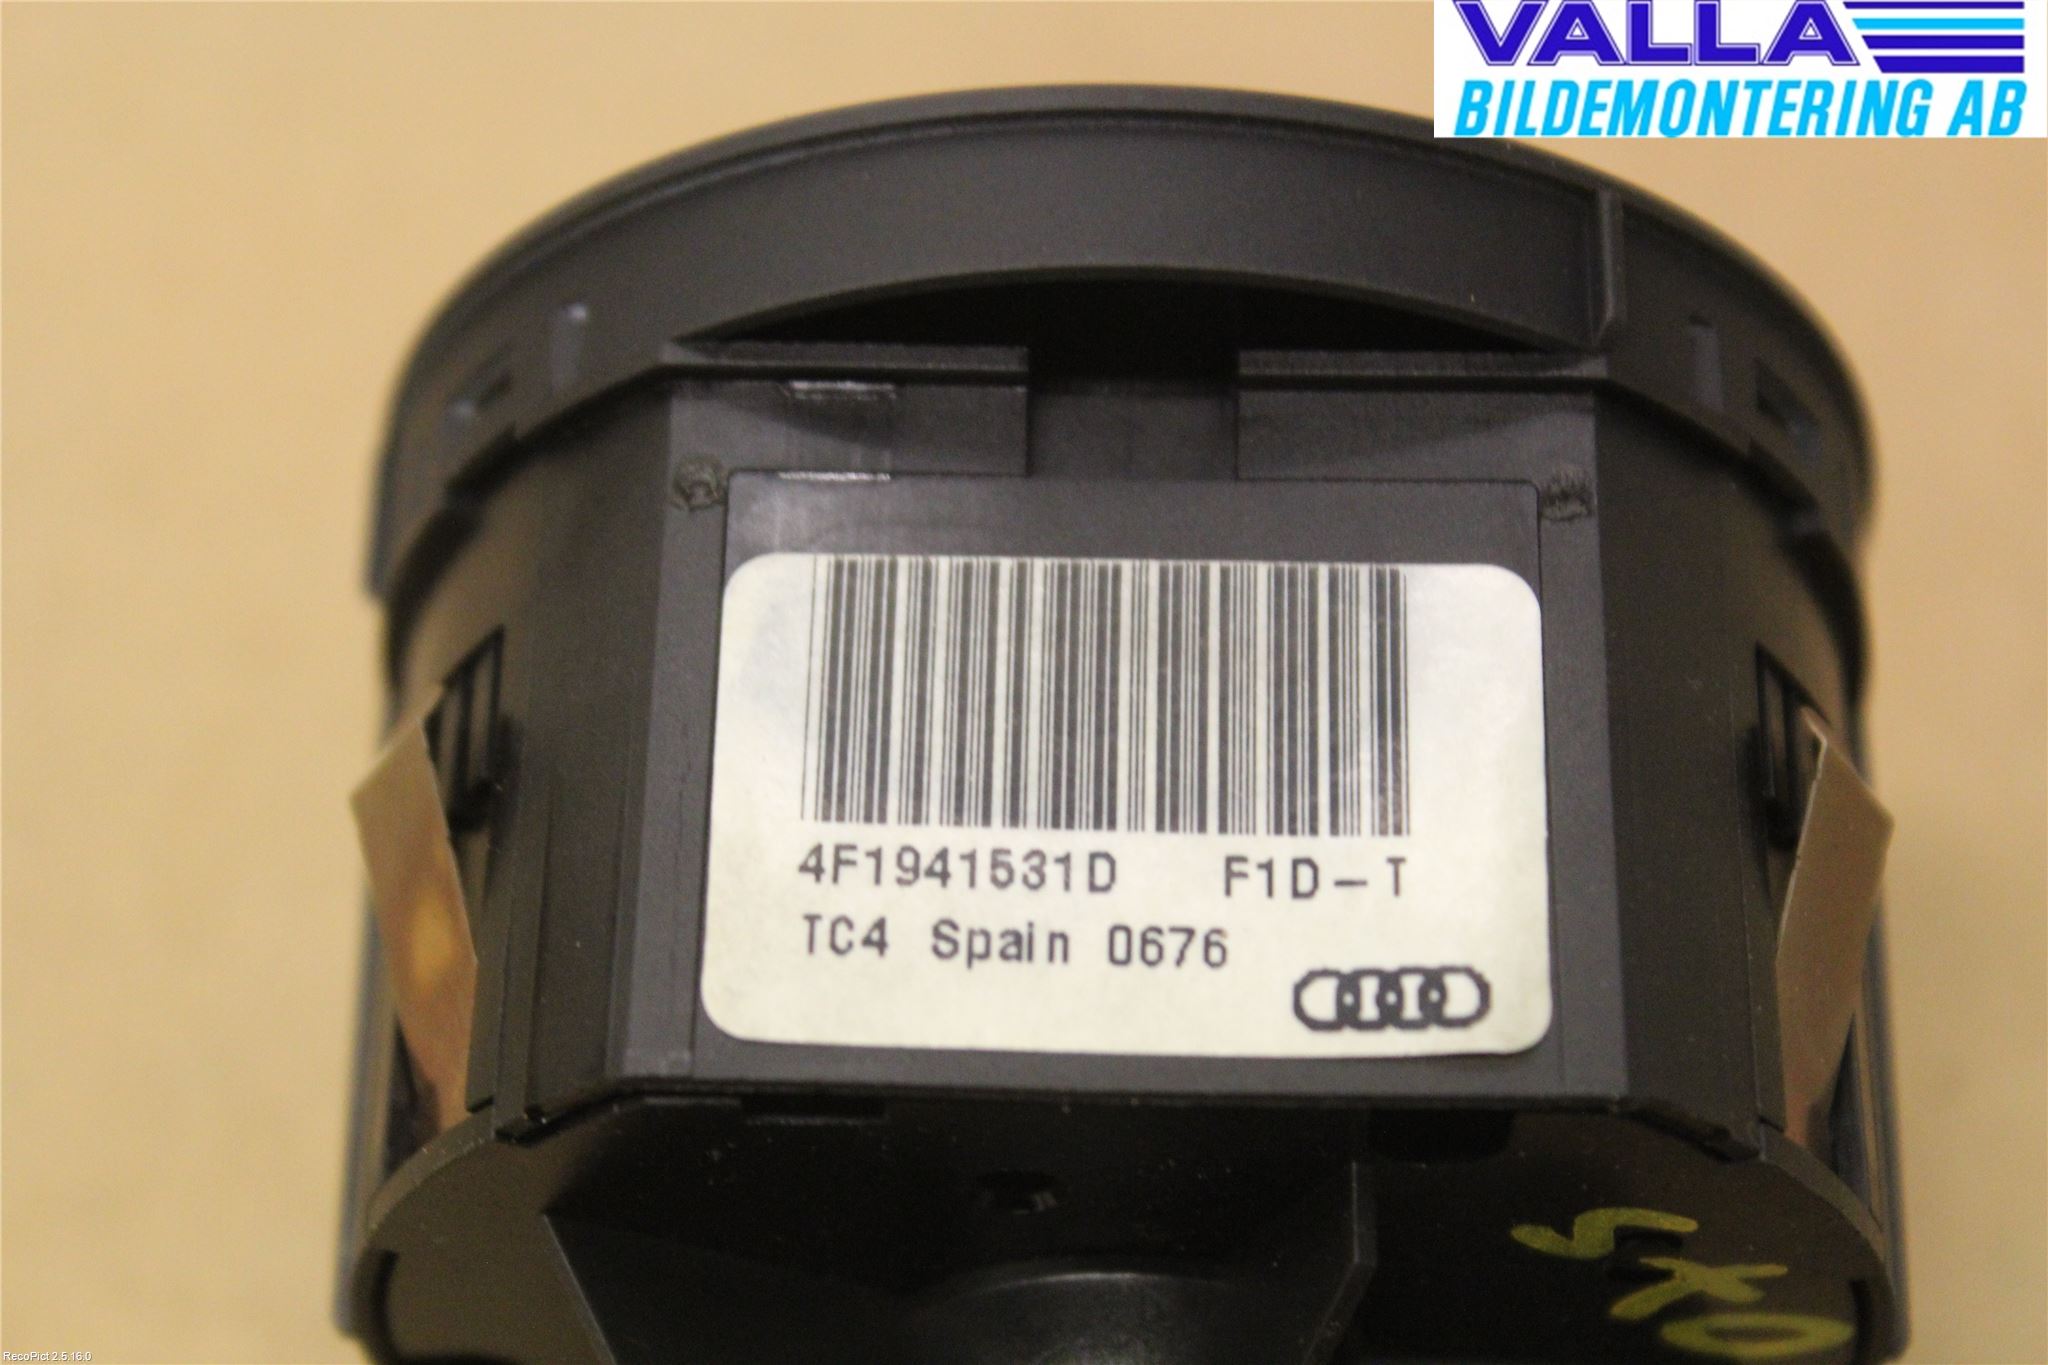 VALLA
BILDEMONTERING AB
4F1941531D F1D-T
TC4 Spain 0676
RecoPict 2.5.16.0